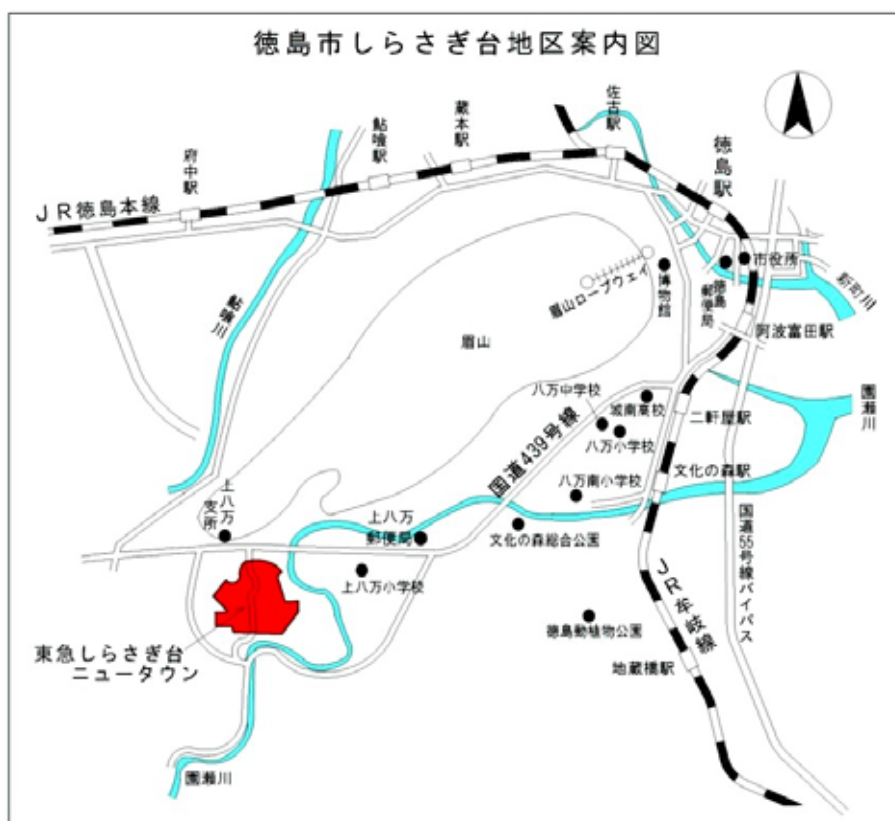 徳島市しらさぎ台地区案内図
佐古駅
蔵本駅
鮎喰駅
徳島駅
府中駅
JR徳島本線
市役所
徳島
郵便局
博物館
新町川
眉山ロープウェイ
鮎喰川
阿波富田駅
眉山
八万中学校
城南高校
園瀬川
二軒屋駅
八万小学校
国道439号線
文化の森駅
八万南小学校
上八万
支所
上八万
郵便局
文化の森総合公園
国道55号線バイパス
上八万小学校
JR牟岐線
徳島動植物公園
東急しらさぎ台
ニュータウン
地蔵橋駅
園瀬川